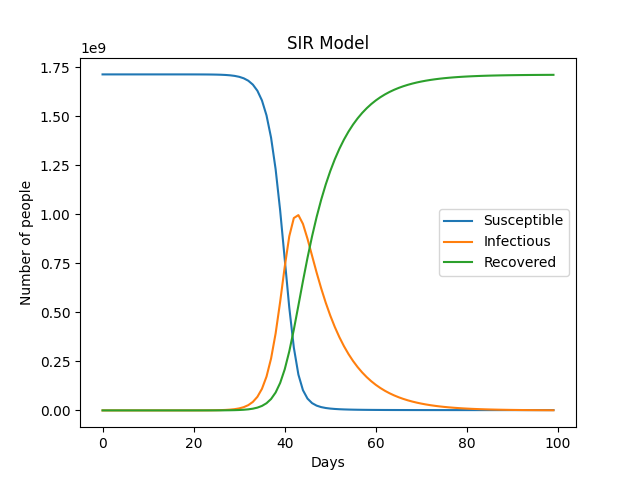 SIR Model
1e9
1.75
1.50
1.25
1.00
0.75
0.50
0.25
0.00
Number of people
Susceptible
Infectious
Recovered
0 20 40 60 80 100
Days